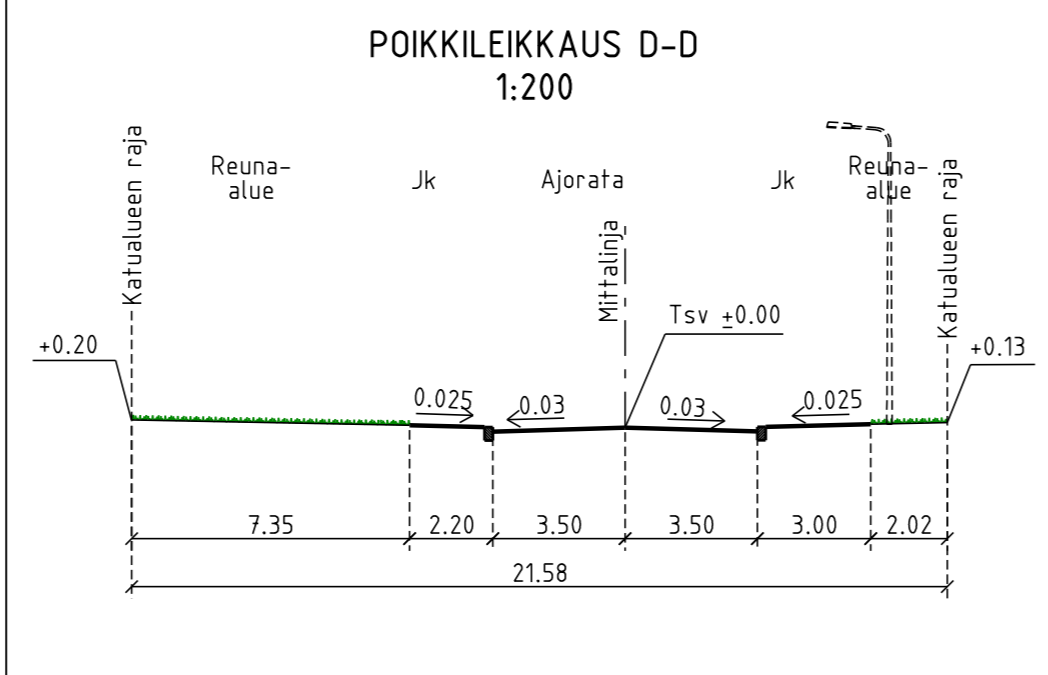 POIKKILEIKKAUS D-D
1:200
Katualueen raja
Reuna-
alue
Jk
Ajorata
Mittalinja
Jk
Reuna-
alue
Katualueen raja
+0.20
Tsv ±0.00
+0.13
0.025
0.03
0.03
0.025
7.35
2.20
3.50
3.50
3.00
2.02
21.58